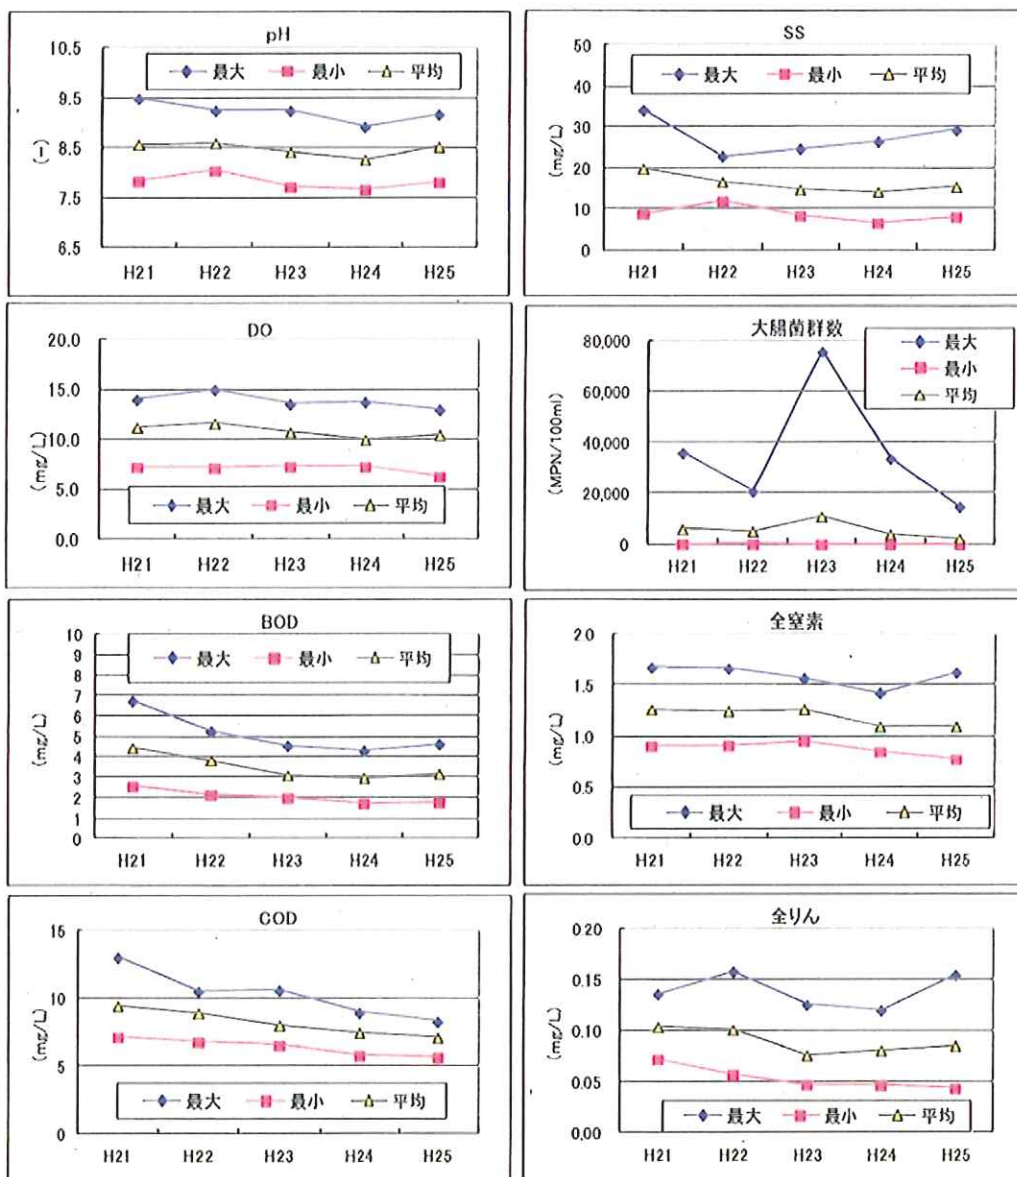 pH
10.5
9.5
8.5
7.5
6.5
(-)
最大 最小 平均
H21 H22 H23 H24 H25
SS
50
40
30
20
10
0
(mg/L)
最大 最小 平均
H21 H22 H23 H24 H25
DO
20.0
15.0
10.0
5.0
0.0
(mg/L)
最大 最小 平均
H21 H22 H23 H24 H25
大腸菌群数
80,000
60,000
40,000
20,000
0
(MPN/100ml)
最大
最小
平均
H21 H22 H23 H24 H25
BOD
10
9
8
7
6
5
4
3
2
1
0
(mg/L)
最大 最小 平均
H21 H22 H23 H24 H25
全窒素
2.0
1.5
1.0
0.5
0.0
(mg/L)
最大 最小 平均
H21 H22 H23 H24 H25
COD
15
10
5
0
(mg/L)
最大 最小 平均
H21 H22 H23 H24 H25
全りん
0.20
0.15
0.10
0.05
0.00
(mg/L)
最大 最小 平均
H21 H22 H23 H24 H25